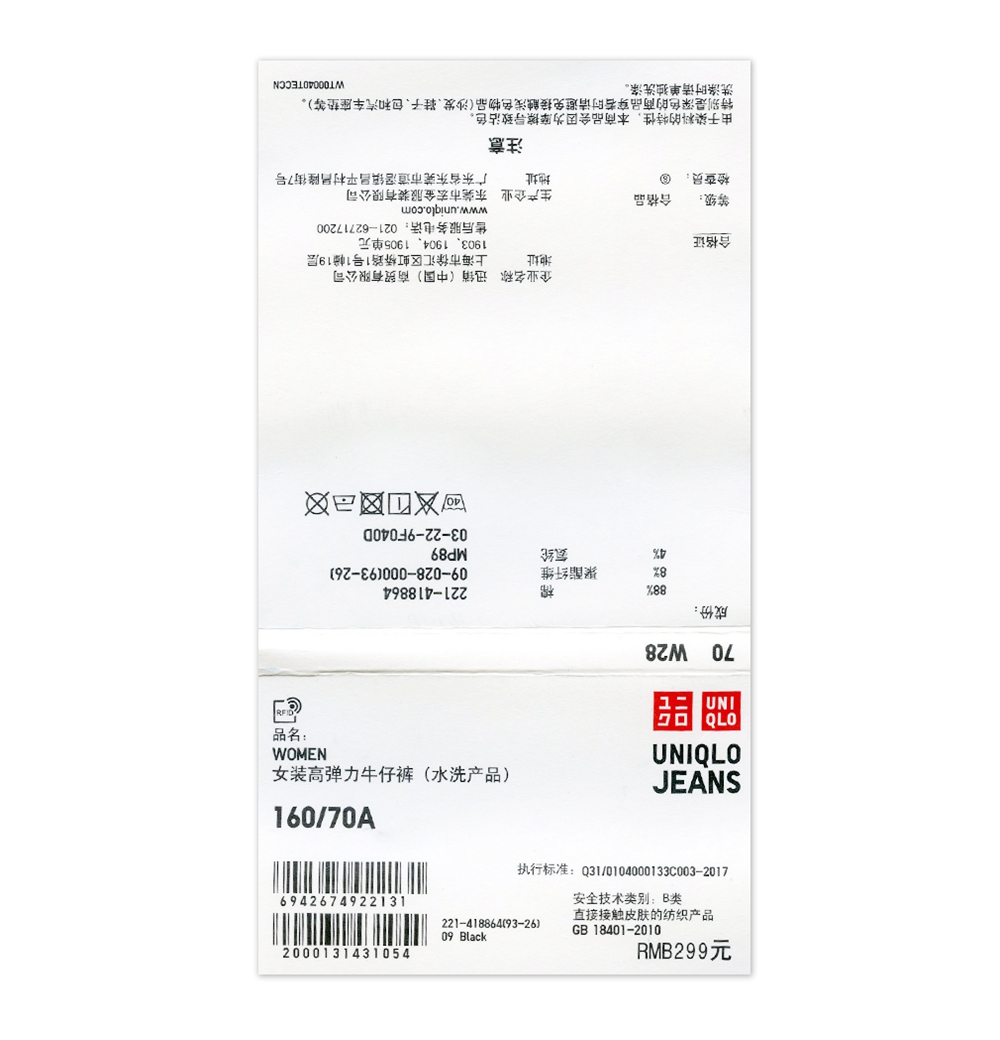 ユニ
クロ
UNI
QLO
UNIQLO
JEANS
RFID
品名:
WOMEN
女装高弹力牛仔裤（水洗产品）
160/70A
6942674922131
2000131431054
221-418864(93-26)
09 Black
执行标准: Q31/0104000133C003-2017
安全技术类别: B类
直接接触皮肤的纺织产品
GB 18401-2010
RMB299元
70 W28
成份:
88% 棉
8% 聚酯纤维
4% 氨纶
221-418864
09-028-000(93-26)
MP89
03-22-9F040D
40
合格证
等级: 合格品
检查员: ⑧
企业名称 迅销（中国）商贸有限公司
地址 上海市徐汇区虹桥路1号1幢19层
1903、1904、1905单元
售后服务电话: 021-62717200
www.uniqlo.com
生产企业 东莞市宏金服装有限公司
地址 广东省东莞市道滘镇昌平村昌隆街7号
注意
由于染料的特性，本商品会因为摩擦导致沾色。
特别是深色的商品穿着时请避免接触浅色物品(沙发、鞋子、包和汽车座垫等)。
洗涤时请单独洗涤。
WT00040TECCN